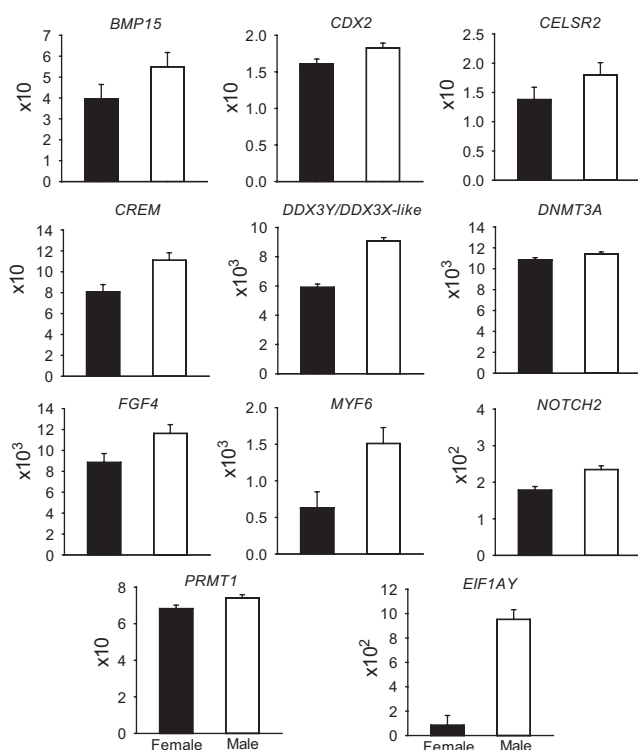 BMP15
x10
7
6
5
4
3
2
1
0
CDX2
x10
2.0
1.5
1.0
0.5
0.0
CELSR2
x10
2.5
2.0
1.5
1.0
0.5
0.0
CREM
x10
14
12
10
8
6
4
2
0
DDX3Y/DDX3X-like
x10³
10
8
6
4
2
0
DNMT3A
x10³
14
12
10
8
6
4
2
0
FGF4
x10³
14
12
10
8
6
4
2
0
MYF6
x10³
2.0
1.5
1.0
0.5
0.0
NOTCH2
x10²
4
3
2
1
0
PRMT1
x10
8
6
4
2
0
Female Male
EIF1AY
x10²
12
10
8
6
4
2
0
Female Male